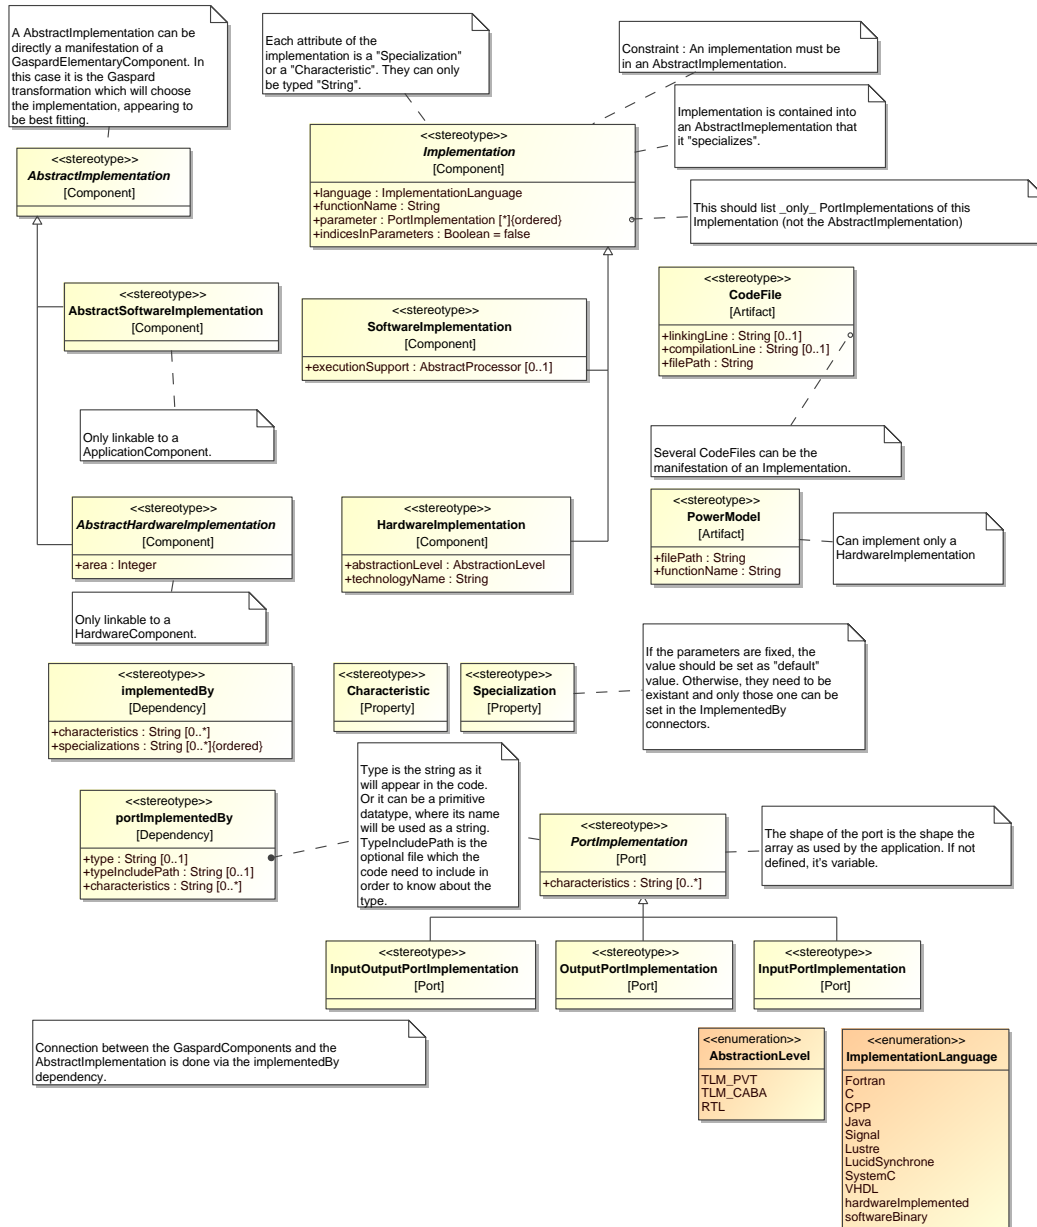 A AbstractImplementation can be
directly a manifestation of a
GaspardElementaryComponent. In
this case it is the Gaspard
transformation which will choose
the implementation, appearing to
be best fitting.
Each attribute of the
implementation is a "Specialization"
or a "Characteristic". They can only
be typed "String".
Constraint : An implementation must be
in an AbstractImplementation.
Implementation is contained into
an AbstractImeplementation that
it "specializes".
<<stereotype>>
AbstractImplementation
[Component]
<<stereotype>>
Implementation
[Component]
+language : ImplementationLanguage
+functionName : String
+parameter : PortImplementation [*]{ordered}
+indicesInParameters : Boolean = false
This should list _only_ PortImplementations of this
Implementation (not the AbstractImplementation)
<<stereotype>>
AbstractSoftwareImplementation
[Component]
<<stereotype>>
SoftwareImplementation
[Component]
+executionSupport : AbstractProcessor [0..1]
<<stereotype>>
CodeFile
[Artifact]
+linkingLine : String [0..1]
+compilationLine : String [0..1]
+filePath : String
Only linkable to a
ApplicationComponent.
Several CodeFiles can be the
manifestation of an Implementation.
<<stereotype>>
AbstractHardwareImplementation
[Component]
+area : Integer
<<stereotype>>
HardwareImplementation
[Component]
+abstractionLevel : AbstractionLevel
+technologyName : String
<<stereotype>>
PowerModel
[Artifact]
+filePath : String
+functionName : String
Can implement only a
HardwareImplementation
Only linkable to a
HardwareComponent.
<<stereotype>>
implementedBy
[Dependency]
+characteristics : String [0..*]
+specializations : String [0..*]{ordered}
<<stereotype>>
Characteristic
[Property]
<<stereotype>>
Specialization
[Property]
If the parameters are fixed, the
value should be set as "default"
value. Otherwise, they need to be
existant and only those one can be
set in the ImplementedBy
connectors.
<<stereotype>>
portImplementedBy
[Dependency]
+type : String [0..1]
+typeIncludePath : String [0..1]
+characteristics : String [0..*]
Type is the string as it
will appear in the code.
Or it can be a primitive
datatype, where its name
will be used as a string.
TypeIncludePath is the
optional file which the
code need to include in
order to know about the
type.
<<stereotype>>
PortImplementation
[Port]
+characteristics : String [0..*]
The shape of the port is the shape the
array as used by the application. If not
defined, it's variable.
<<stereotype>>
InputOutputPortImplementation
[Port]
<<stereotype>>
OutputPortImplementation
[Port]
<<stereotype>>
InputPortImplementation
[Port]
Connection between the GaspardComponents and the
AbstractImplementation is done via the implementedBy
dependency.
<<enumeration>>
AbstractionLevel
TLM_PVT
TLM_CABA
RTL
<<enumeration>>
ImplementationLanguage
Fortran
C
CPP
Java
Signal
Lustre
LucidSynchrone
SystemC
VHDL
hardwareImplemented
softwareBinary